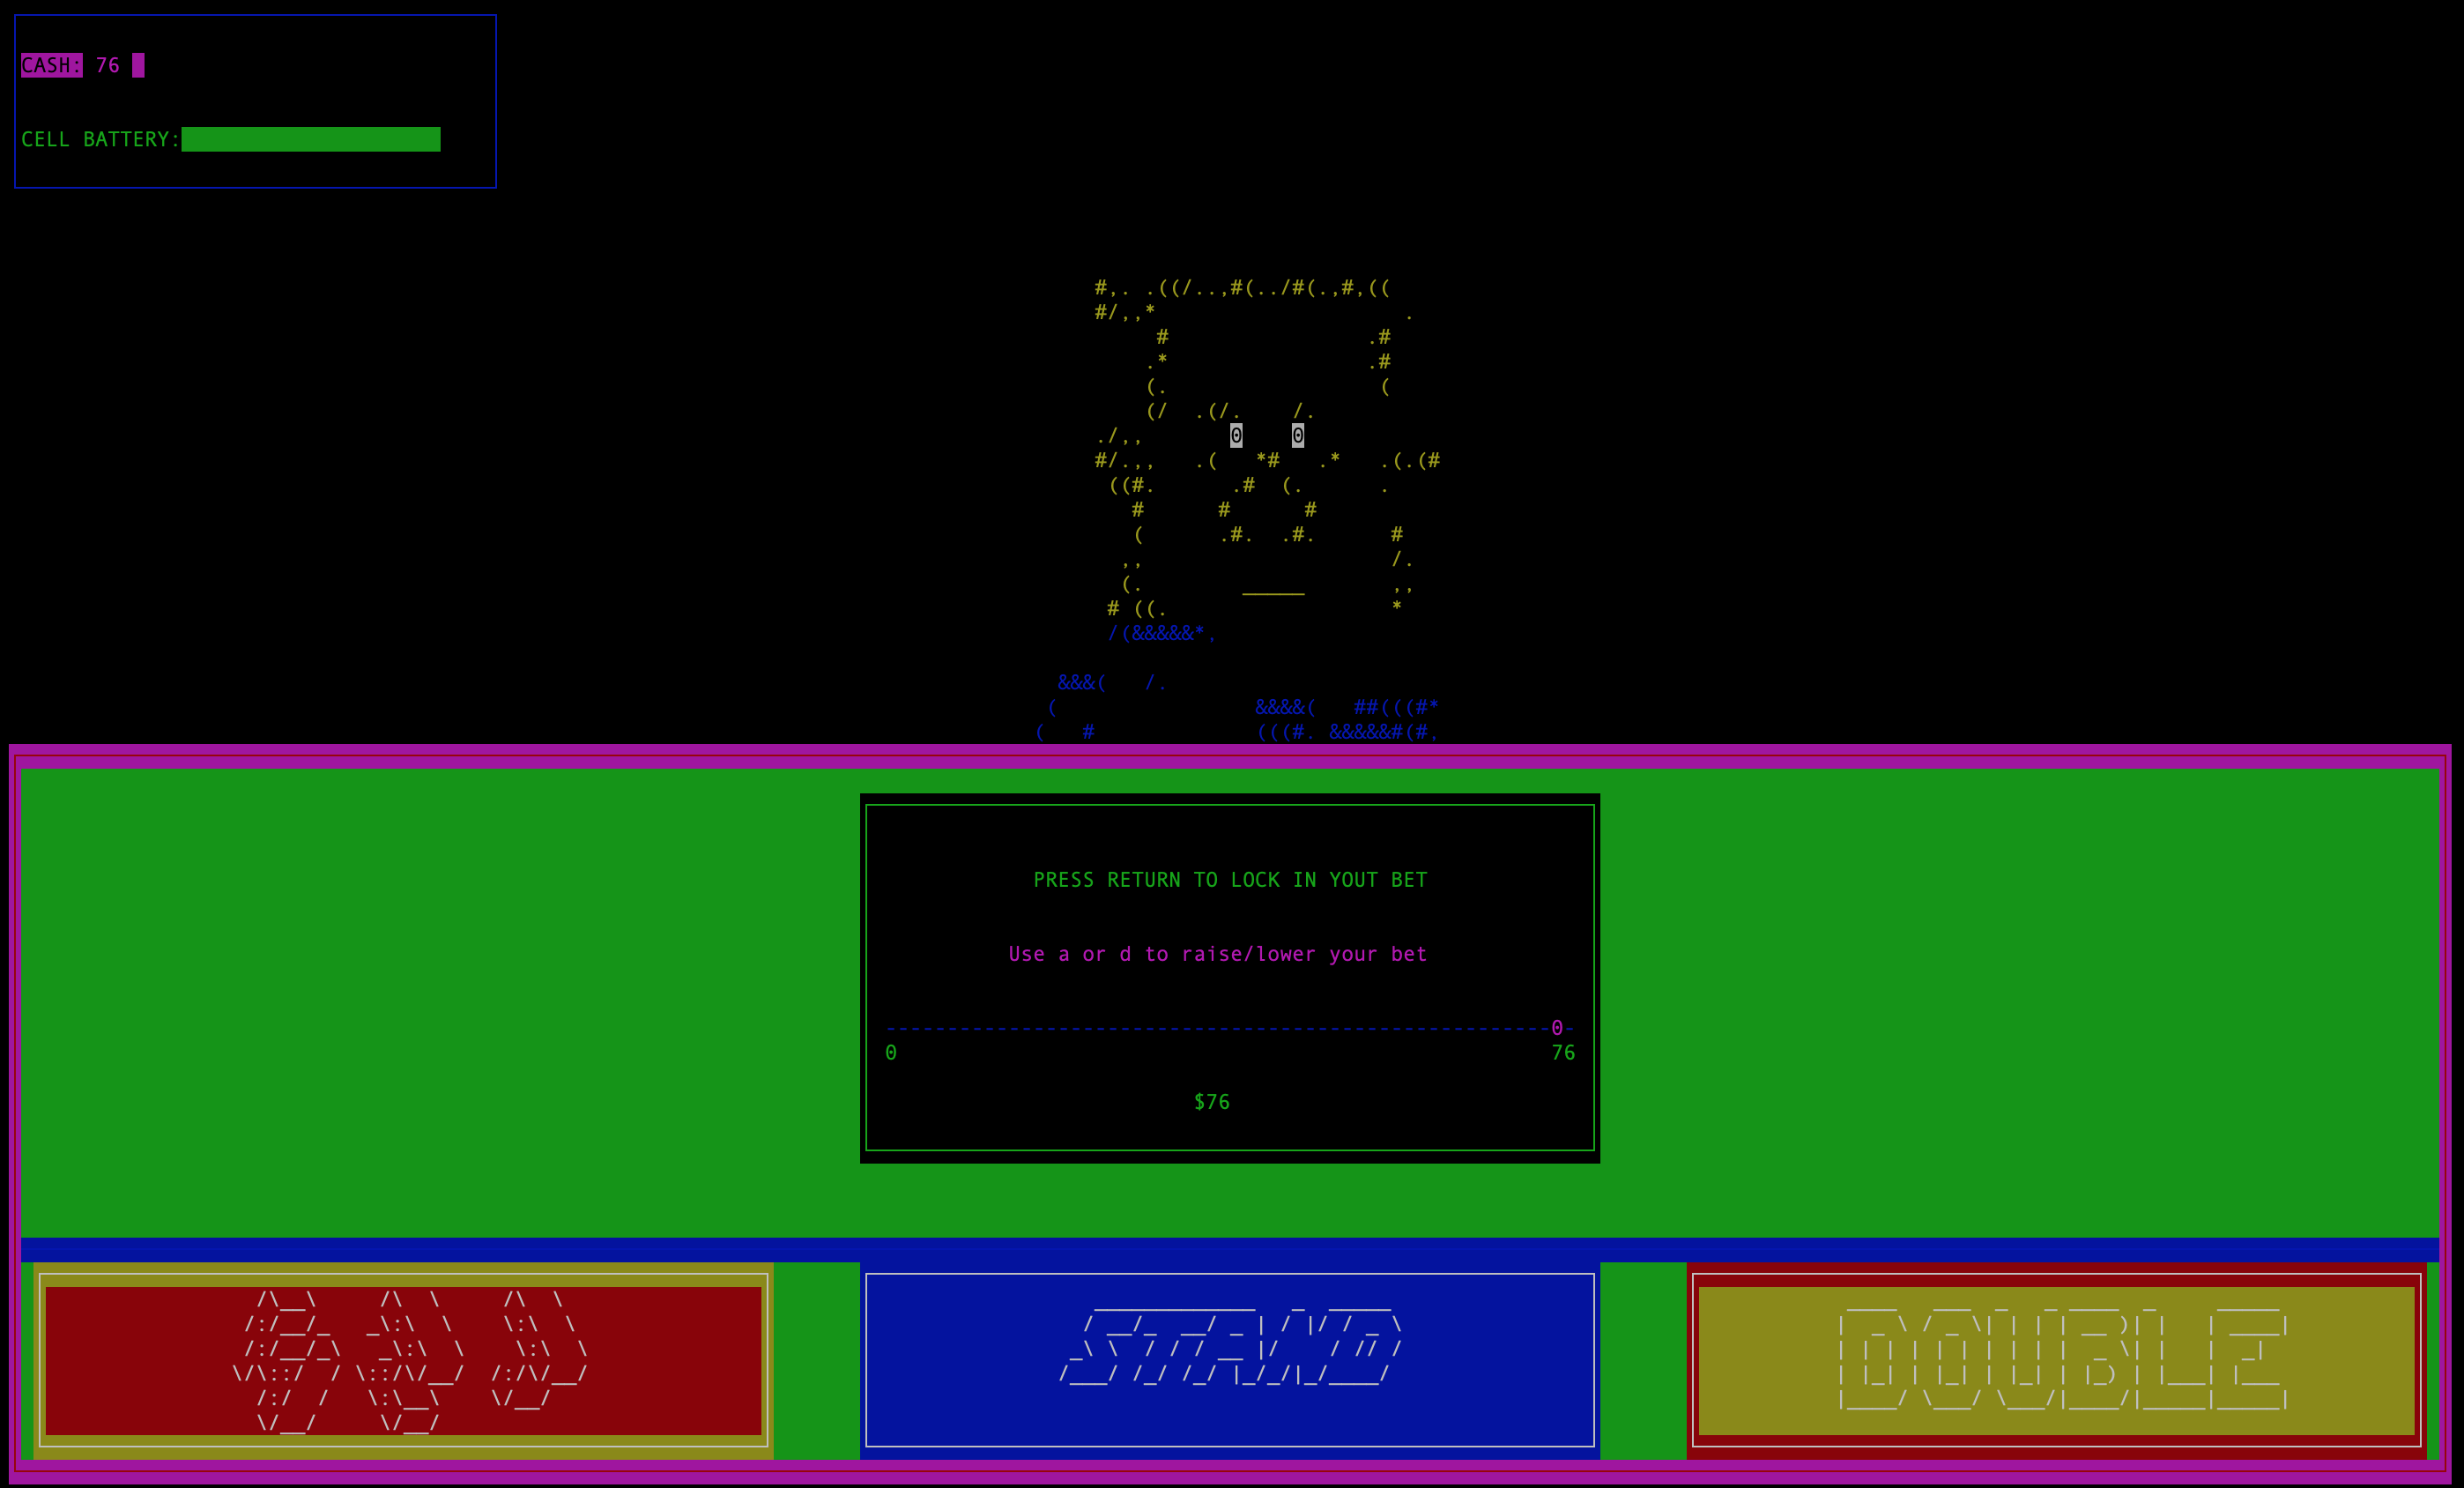 CASH: 76
CELL BATTERY:
PRESS RETURN TO LOCK IN YOUT BET
Use a or d to raise/lower your bet
0
0 76
$76
HIT STAND DOUBLE